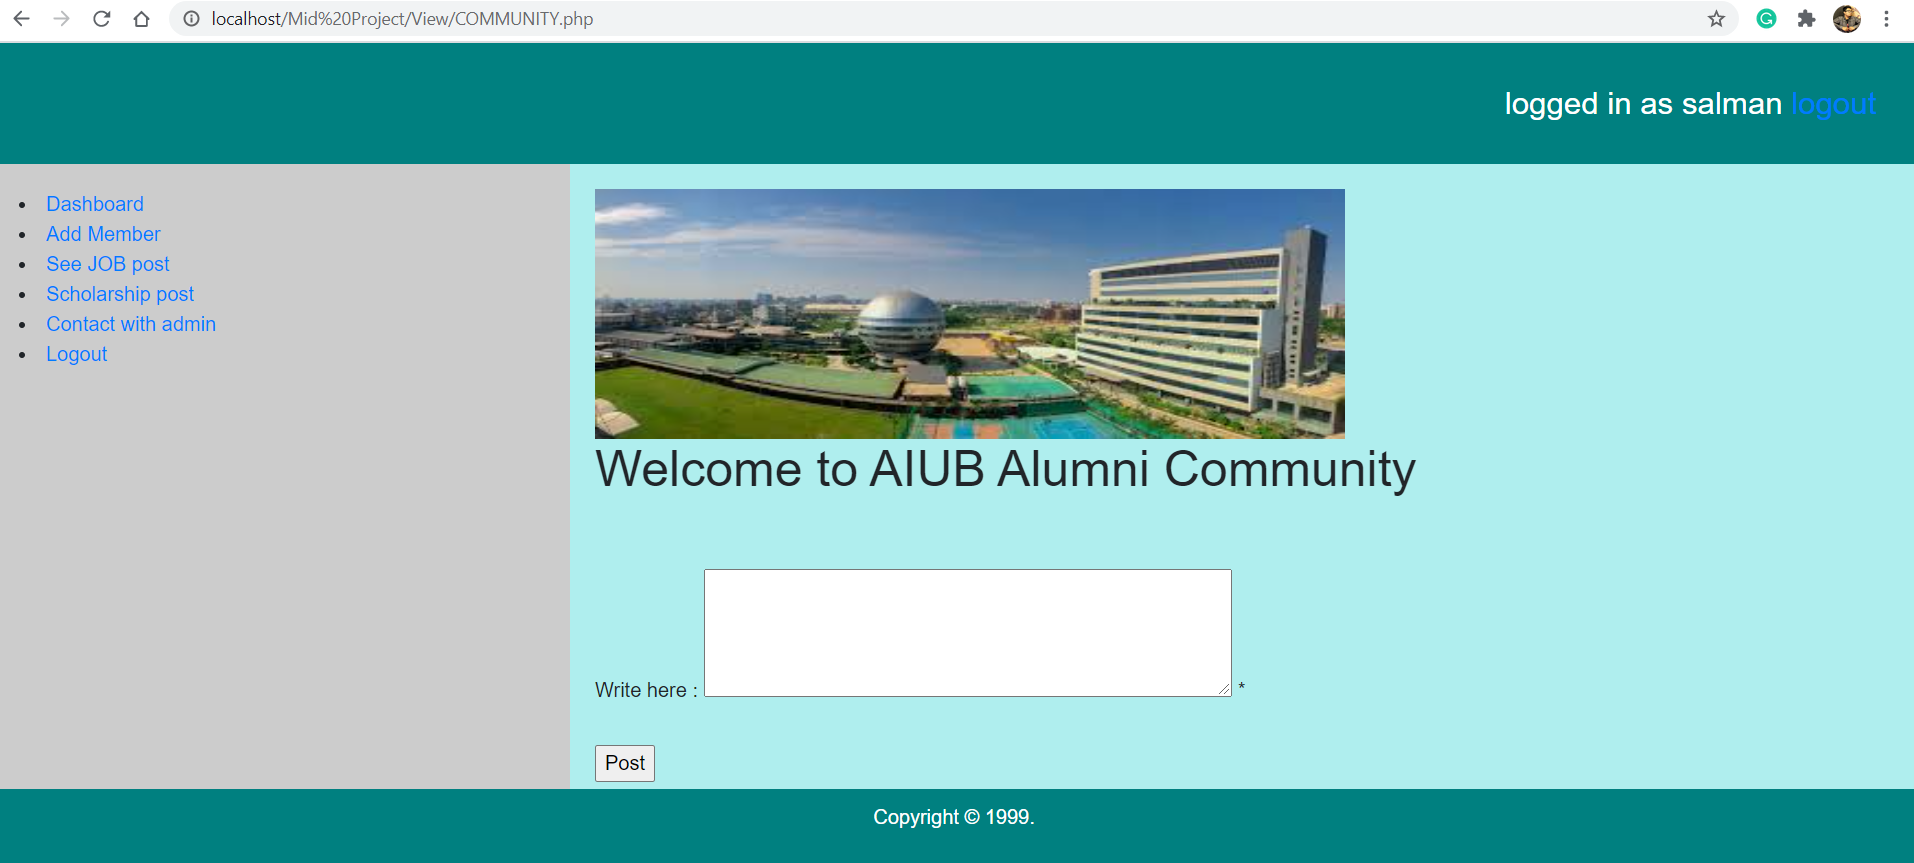 localhost/Mid%20Project/View/COMMUNITY.php
logged in as salman logout
Dashboard
Add Member
See JOB post
Scholarship post
Contact with admin
Logout
Welcome to AIUB Alumni Community
Write here : *
Post
Copyright © 1999.